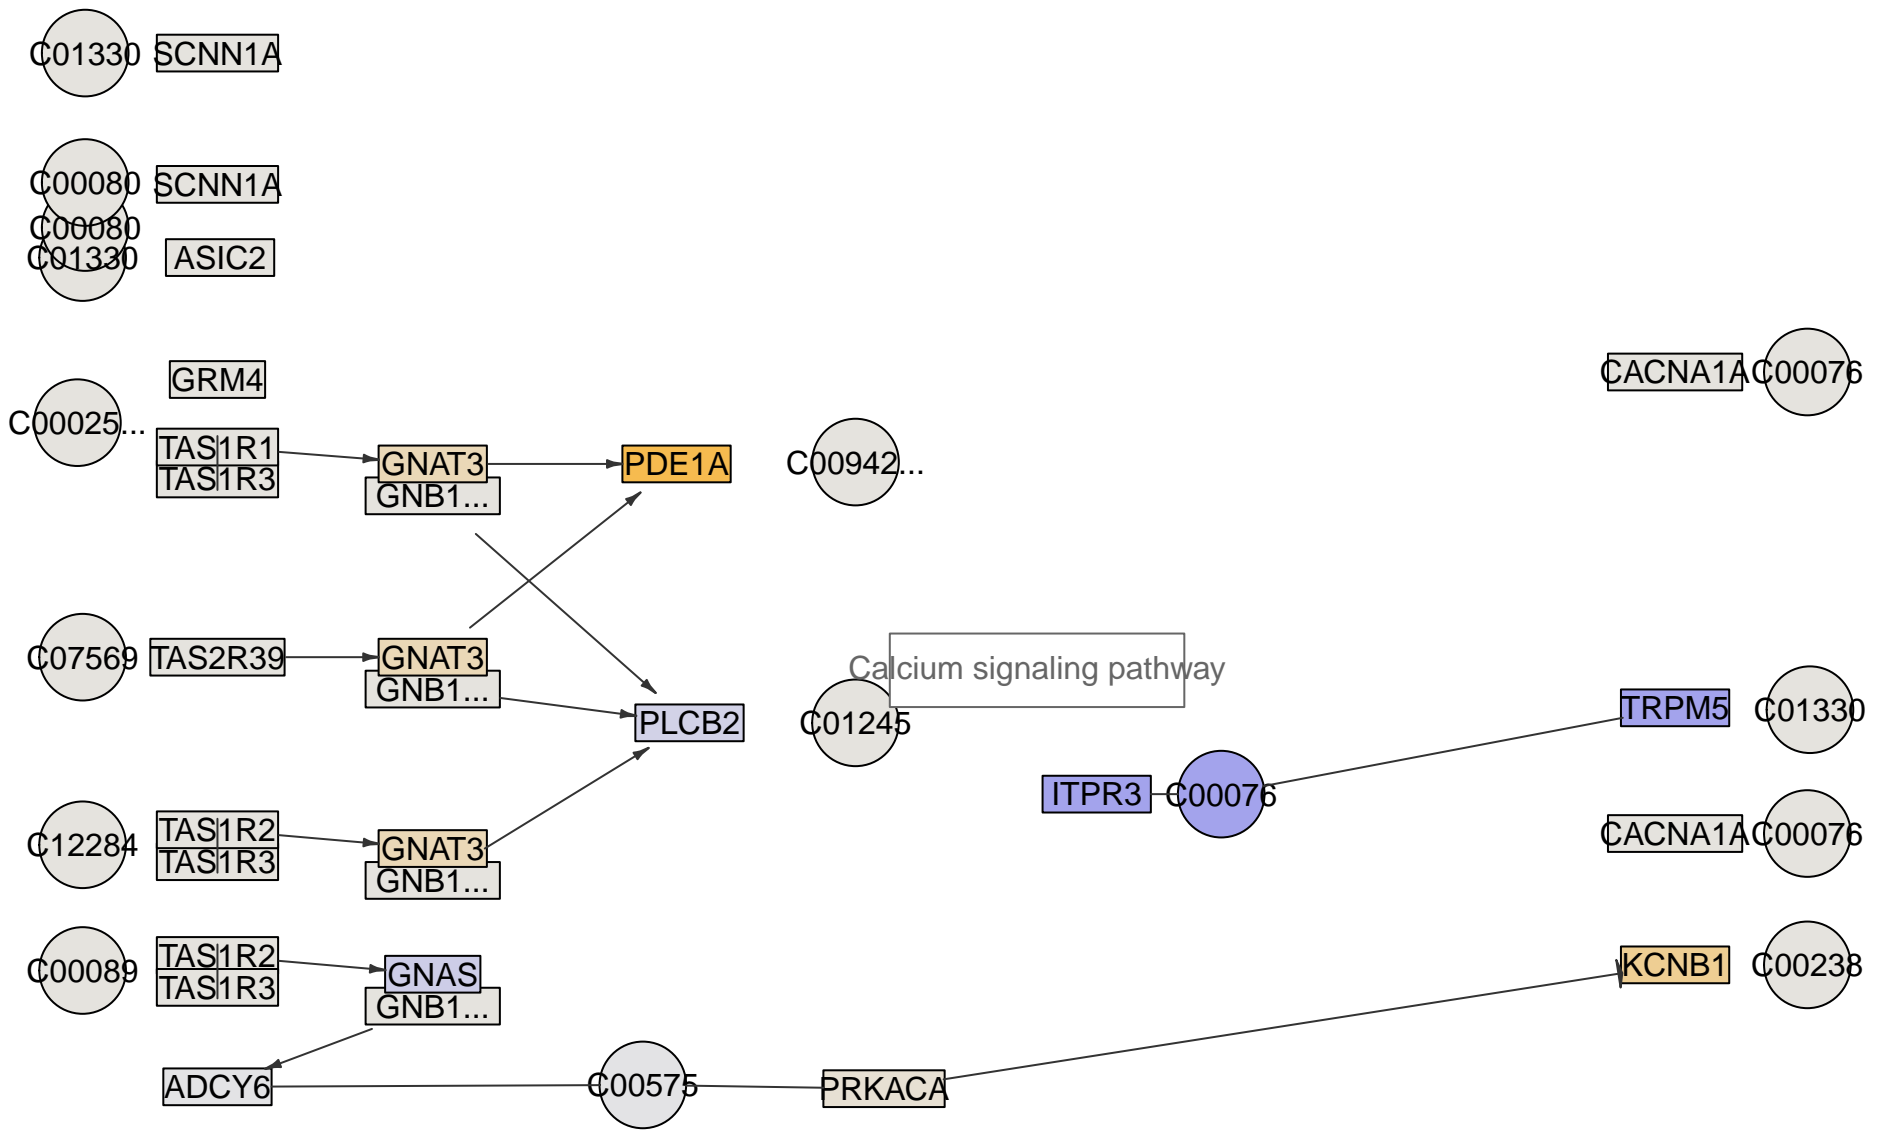 C01330 SCNN1A
C00080 SCNN1A
C00080
C01330 ASIC2
GRM4
CACNA1A C00076
C00025...
TAS1R1
GNAT3 PDE1A C00942...
TAS1R3
GNB1...
C07569 TAS2R39 GNAT3
Calcium signaling pathway
GNB1...
PLCB2 C01245
TRPM5 C01330
ITPR3 C00076
TAS1R2
CACNA1A C00076
C12284
GNAT3
TAS1R3
GNB1...
TAS1R2
KCNB1 C00238
C00089
GNAS
TAS1R3
GNB1...
ADCY6 C00575 PRKACA